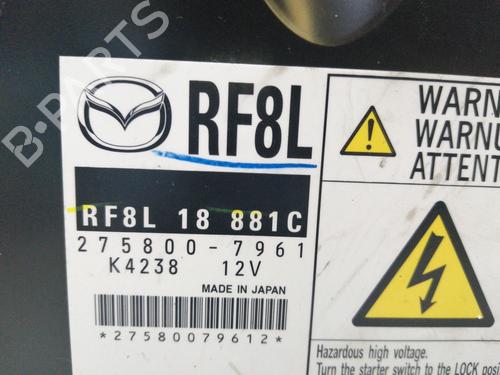 B-PARTS
RF8L
RF8L 18 881C
275800-7961
K4238 12V
MADE IN JAPAN
*27580079612*
WARN
WARNU
ATTENT
Hazardous high voltage.
Turn the starter switch to the LOCK posi